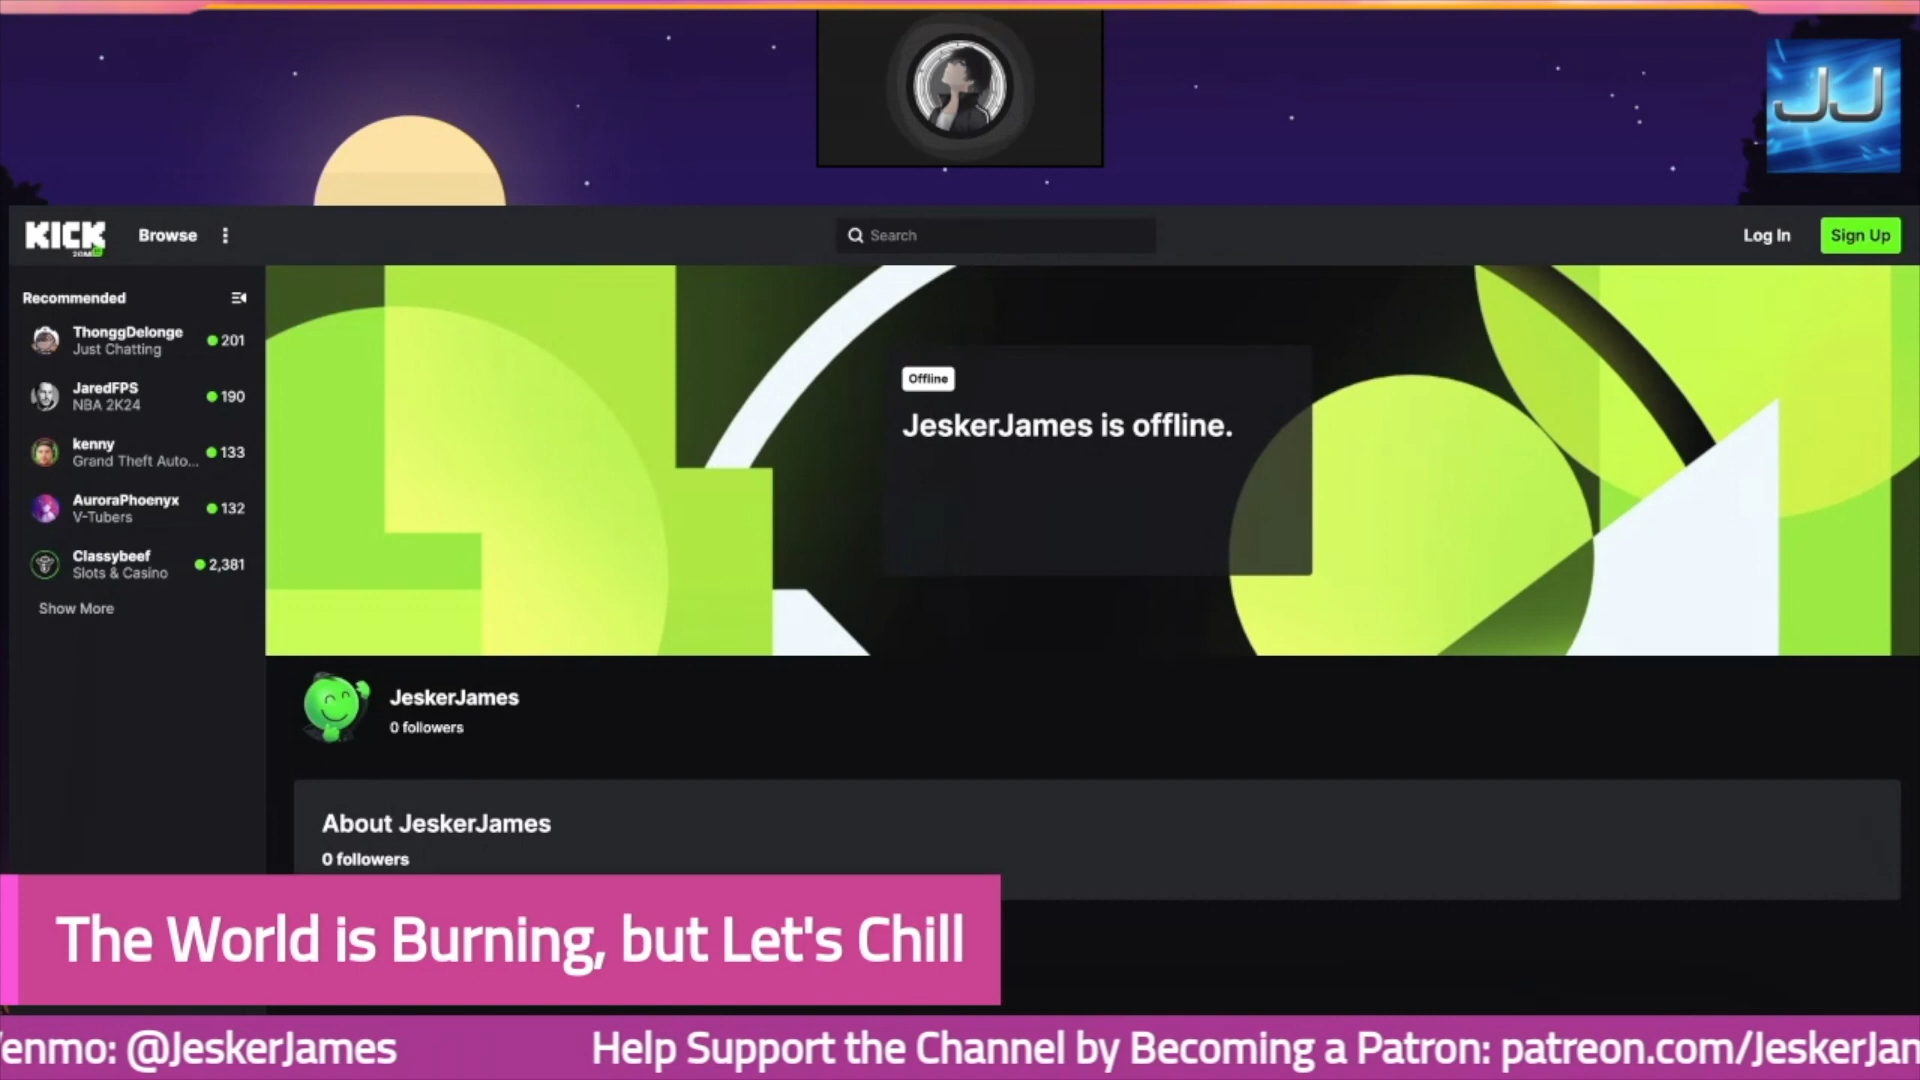 JJ
KICK
Browse
Search
Log In
Sign Up
Recommended
ThonggDelonge
Just Chatting
201
JaredFPS
NBA 2K24
190
kenny
Grand Theft Auto...
133
AuroraPhoenyx
V-Tubers
132
Classybeef
Slots & Casino
2,381
Show More
Offline
JeskerJames is offline.
JeskerJames
0 followers
About JeskerJames
0 followers
The World is Burning, but Let's Chill
enmo: @JeskerJames Help Support the Channel by Becoming a Patron: patreon.com/JeskerJam